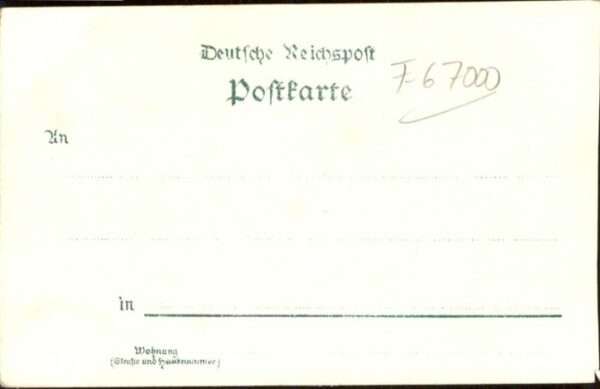 Deutsche Reichspost
Postkarte
F-67000
An
in
Wohnung
(Straße und Hausnummer)